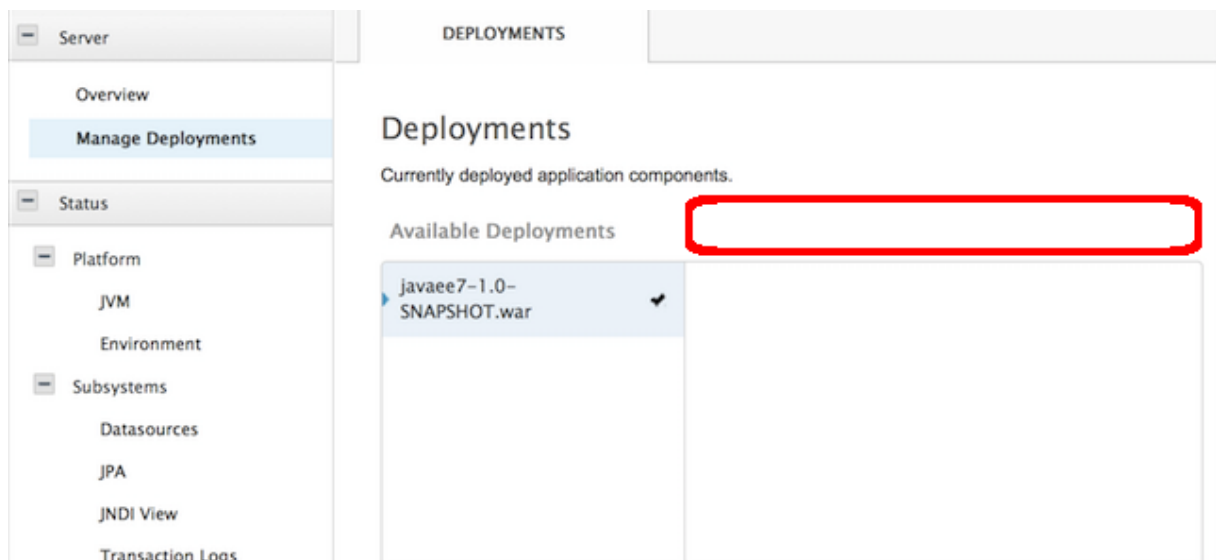 Server
Overview
Manage Deployments
Status
Platform
JVM
Environment
Subsystems
Datasources
JPA
JNDI View
Transaction Logs
DEPLOYMENTS
Deployments
Currently deployed application components.
Available Deployments
javaee7-1.0-
SNAPSHOT.war